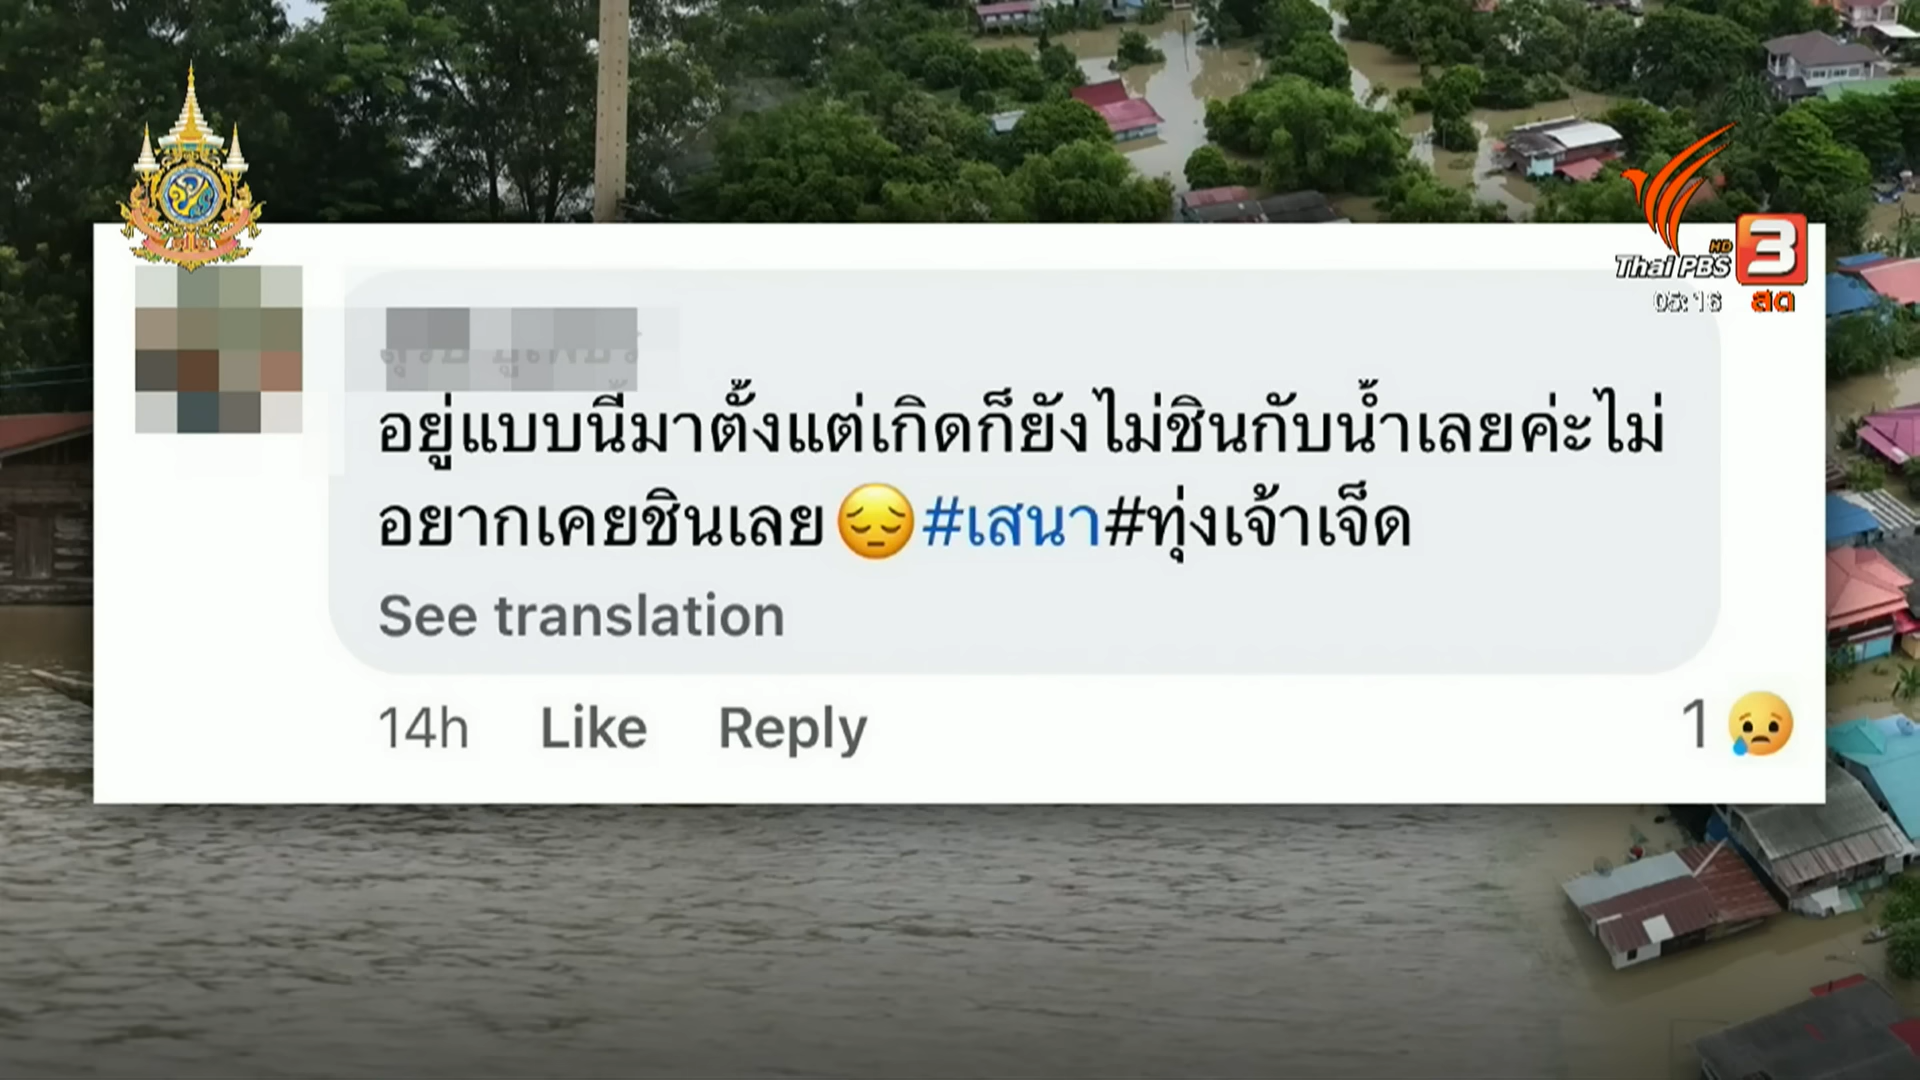 Thai PBS HD 3
05:16 สด
อยู่แบบนี้มาตั้งแต่เกิดก็ยังไม่ชินกับน้ำเลยค่ะไม่
อยากเคยชินเลย😔#เสนา#ทุ่งเจ้าเจ็ด
See translation
14h Like Reply 1 😢